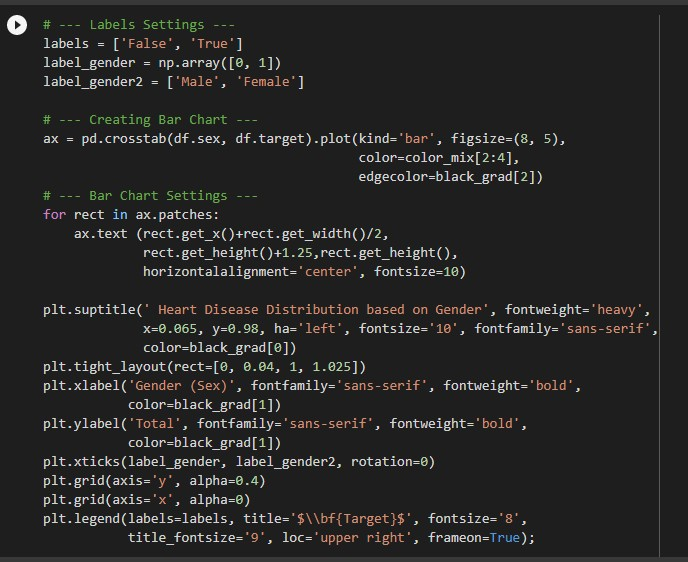 # --- Labels Settings ---
labels = ['False', 'True']
label_gender = np.array([0, 1])
label_gender2 = ['Male', 'Female']
# --- Creating Bar Chart ---
ax = pd.crosstab(df.sex, df.target).plot(kind='bar', figsize=(8, 5),
color=color_mix[2:4],
edgecolor=black_grad[2])
# --- Bar Chart Settings ---
for rect in ax.patches:
ax.text (rect.get_x()+rect.get_width()/2,
rect.get_height()+1.25,rect.get_height(),
horizontalalignment='center', fontsize=10)
plt.suptitle(' Heart Disease Distribution based on Gender', fontweight='heavy',
x=0.065, y=0.98, ha='left', fontsize='10', fontfamily='sans-serif',
color=black_grad[0])
plt.tight_layout(rect=[0, 0.04, 1, 1.025])
plt.xlabel('Gender (Sex)', fontfamily='sans-serif', fontweight='bold',
color=black_grad[1])
plt.ylabel('Total', fontfamily='sans-serif', fontweight='bold',
color=black_grad[1])
plt.xticks(label_gender, label_gender2, rotation=0)
plt.grid(axis='y', alpha=0.4)
plt.grid(axis='x', alpha=0)
plt.legend(labels=labels, title='$\\bf{Target}$', fontsize='8',
title_fontsize='9', loc='upper right', frameon=True);